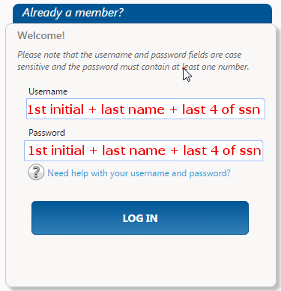 Already a member?
Welcome!
Please note that the username and password fields are case
sensitive and the password must contain at least one number.
Username
1st initial + last name + last 4 of ssn
Password
1st initial + last name + last 4 of ssn
? Need help with your username and password?
LOG IN